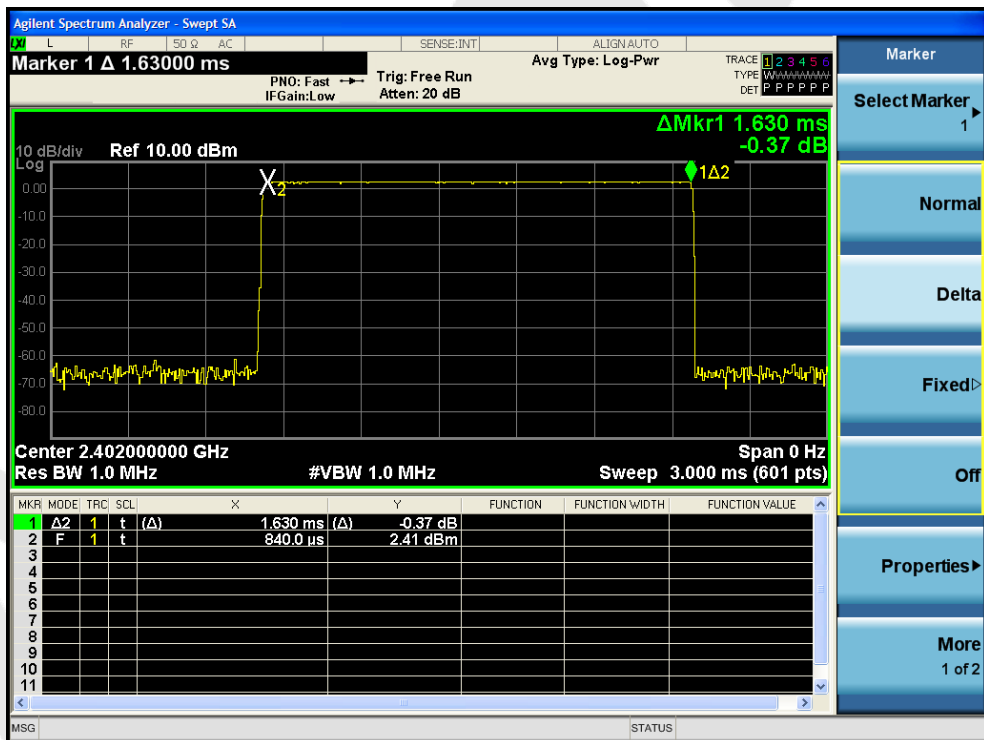 Agilent Spectrum Analyzer - Swept SA
LXI L RF 50 Ω AC SENSE:INT ALIGN AUTO
Marker 1 Δ 1.63000 ms
PNO: Fast
IFGain:Low
Trig: Free Run
Atten: 20 dB
Avg Type: Log-Pwr
TRACE 1 2 3 4 5 6
TYPE
DET P P P P P P
ΔMkr1 1.630 ms
-0.37 dB
10 dB/div Ref 10.00 dBm
Log
0.00
-10.0
-20.0
-30.0
-40.0
-50.0
-60.0
-70.0
-80.0
X2
1Δ2
Center 2.402000000 GHz Span 0 Hz
Res BW 1.0 MHz #VBW 1.0 MHz Sweep 3.000 ms (601 pts)
MKR MODE TRC SCL X Y FUNCTION FUNCTION WIDTH FUNCTION VALUE
1 Δ2 1 t (Δ) 1.630 ms (Δ) -0.37 dB
2 F 1 t 840.0 µs 2.41 dBm
3
4
5
6
7
8
9
10
11
MSG STATUS
Marker
Select Marker
1
Normal
Delta
Fixed
Off
Properties
More
1 of 2